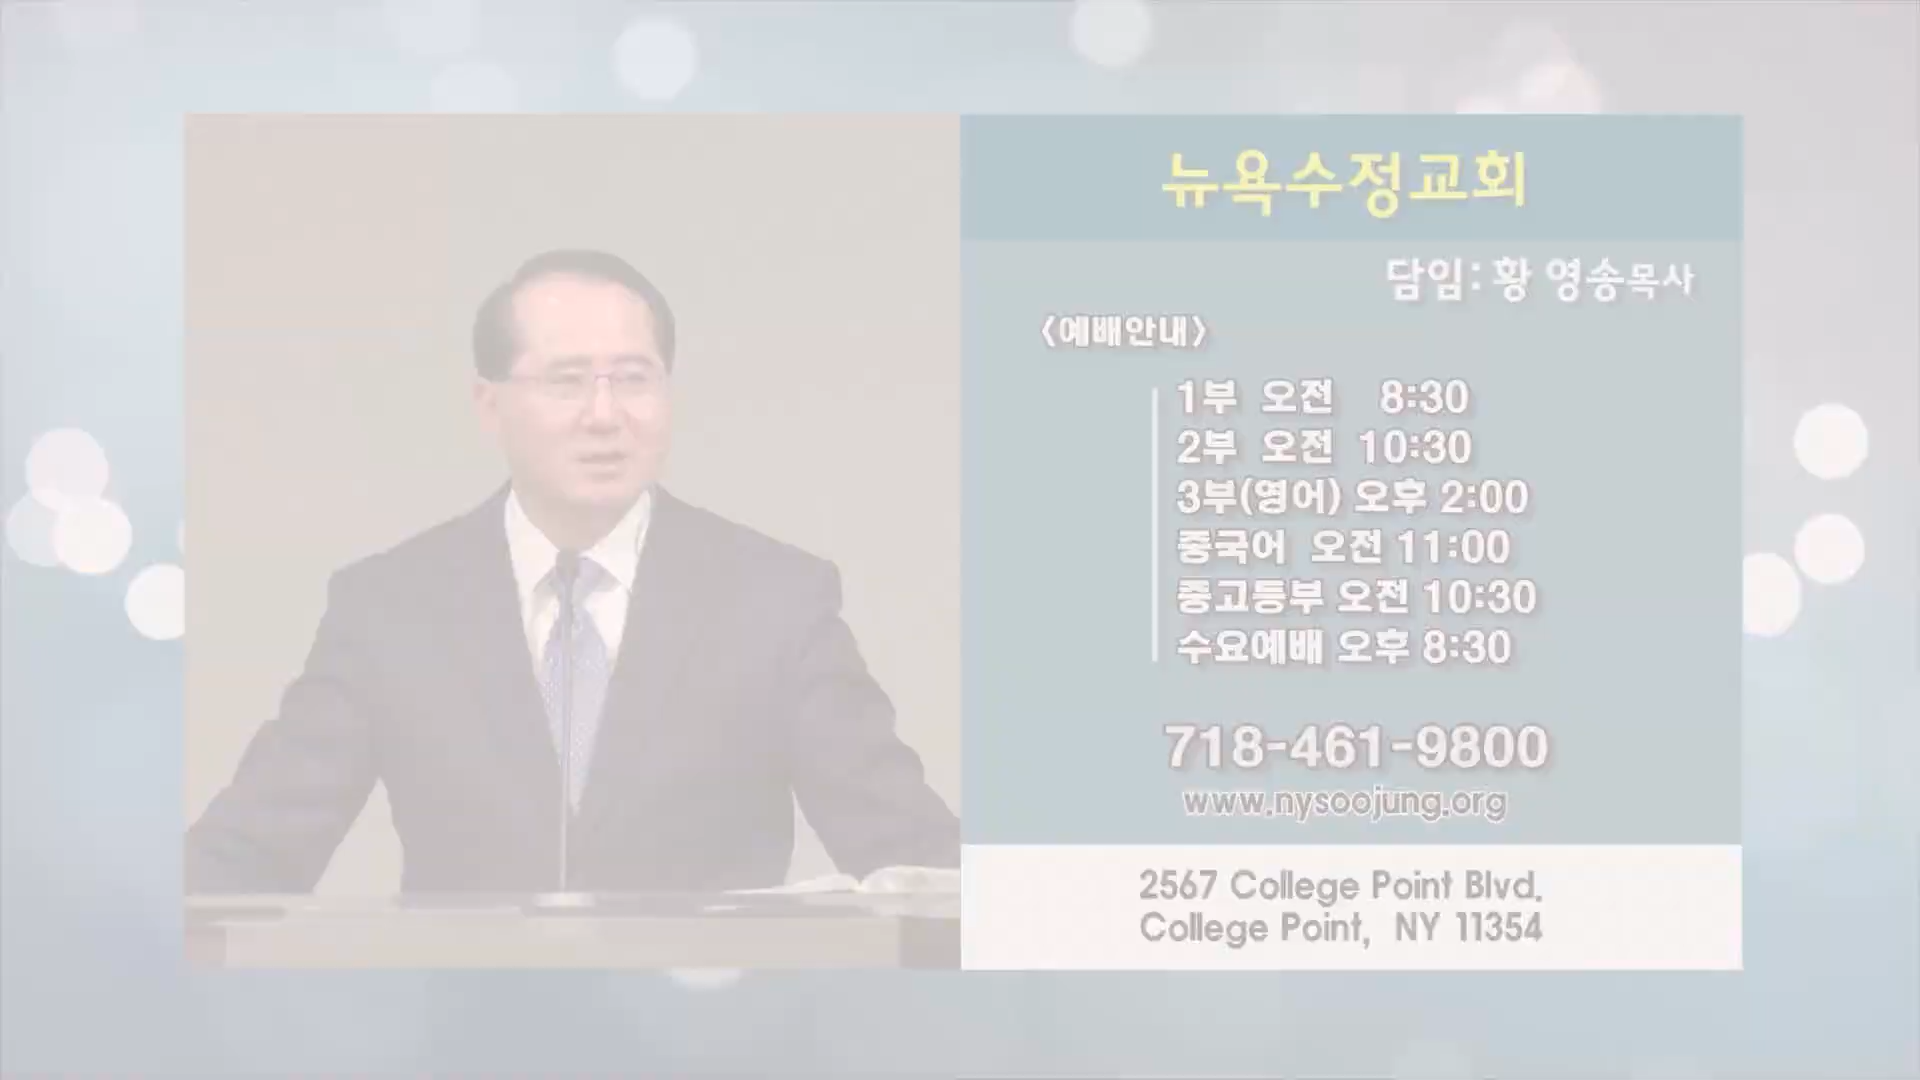 뉴욕수정교회
담임: 황 영송목사
<예배안내>
1부 오전 8:30
2부 오전 10:30
3부(영어) 오후 2:00
중국어 오전 11:00
중고등부 오전 10:30
수요예배 오후 8:30
718-461-9800
www.nysoojung.org
2567 College Point Blvd.
College Point, NY 11354